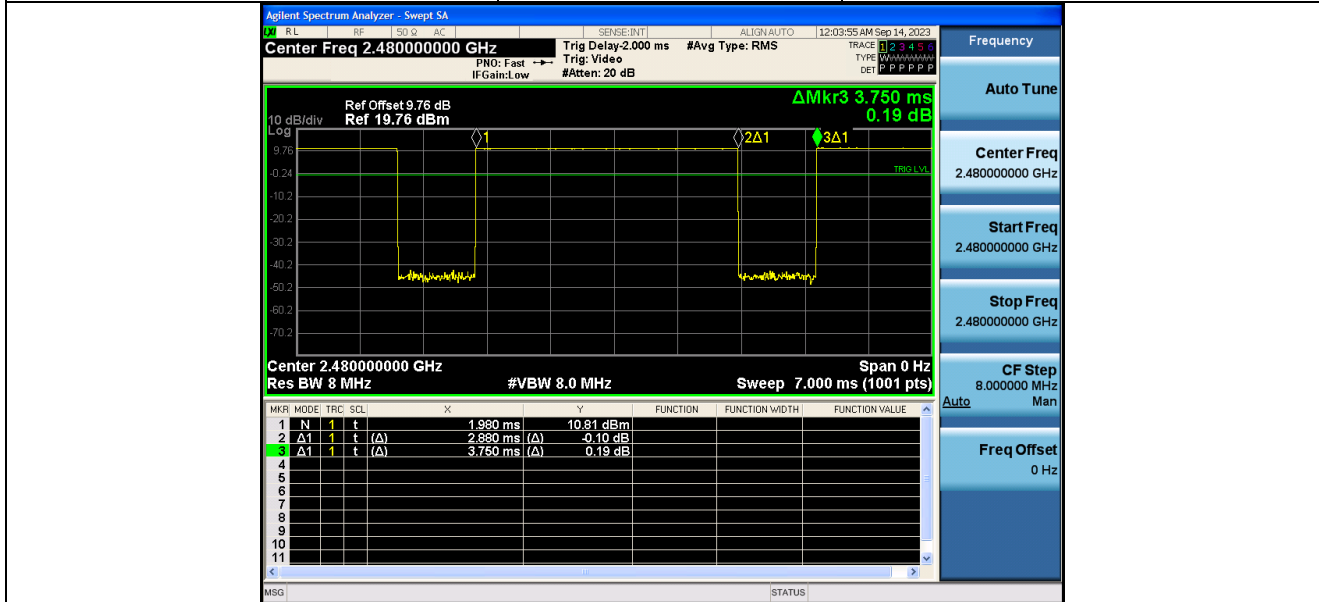 Agilent Spectrum Analyzer - Swept SA
LXI RL RF 50 Ω AC SENSE:INT ALIGN AUTO 12:03:55 AM Sep 14, 2023
Center Freq 2.480000000 GHz
PNO: Fast
IFGain:Low
Trig Delay-2.000 ms
Trig: Video
#Atten: 20 dB
#Avg Type: RMS
TRACE 1 2 3 4 5 6
TYPE W
DET P P P P P P
Ref Offset 9.76 dB
Ref 19.76 dBm
10 dB/div
Log
ΔMkr3 3.750 ms
0.19 dB
1
2Δ1
3Δ1
9.76
-0.24
TRIG LVL
-10.2
-20.2
-30.2
-40.2
-50.2
-60.2
-70.2
Center 2.480000000 GHz Span 0 Hz
Res BW 8 MHz #VBW 8.0 MHz Sweep 7.000 ms (1001 pts)
MKR MODE TRC SCL X Y FUNCTION FUNCTION WIDTH FUNCTION VALUE
1 N 1 t 1.980 ms 10.81 dBm
2 Δ1 1 t (Δ) 2.880 ms (Δ) -0.10 dB
3 Δ1 1 t (Δ) 3.750 ms (Δ) 0.19 dB
4
5
6
7
8
9
10
11
MSG STATUS
Frequency
Auto Tune
Center Freq
2.480000000 GHz
Start Freq
2.480000000 GHz
Stop Freq
2.480000000 GHz
CF Step
8.000000 MHz
Auto Man
Freq Offset
0 Hz